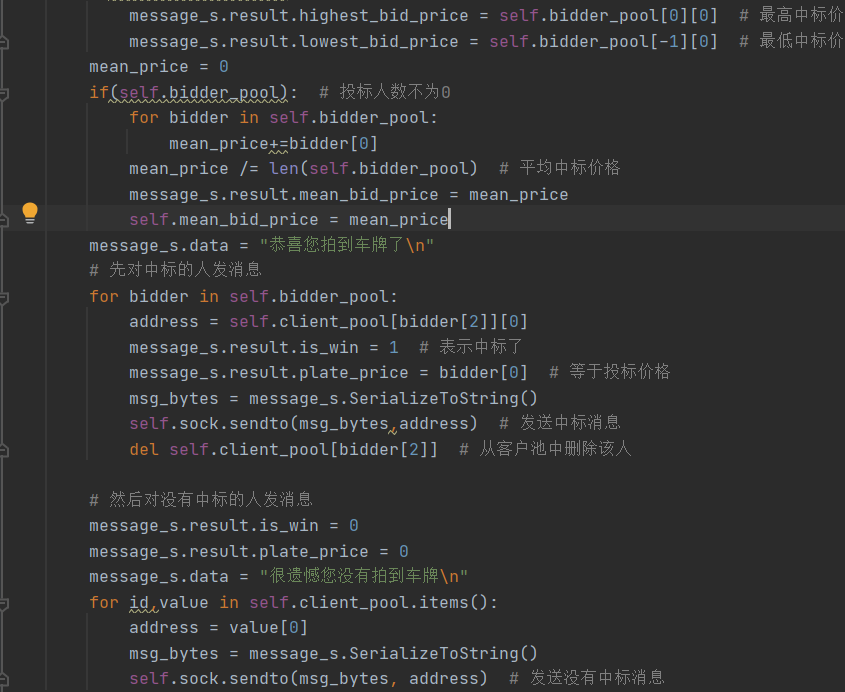 message_s.result.highest_bid_price = self.bidder_pool[0][0]  # 最高中标价
message_s.result.lowest_bid_price = self.bidder_pool[-1][0]  # 最低中标价
mean_price = 0
if(self.bidder_pool):  # 投标人数不为0
for bidder in self.bidder_pool:
mean_price+=bidder[0]
mean_price /= len(self.bidder_pool)  # 平均中标价格
message_s.result.mean_bid_price = mean_price
self.mean_bid_price = mean_price
message_s.data = "恭喜您拍到车牌了\n"
# 先对中标的人发消息
for bidder in self.bidder_pool:
address = self.client_pool[bidder[2]][0]
message_s.result.is_win = 1  # 表示中标了
message_s.result.plate_price = bidder[0]  # 等于投标价格
msg_bytes = message_s.SerializeToString()
self.sock.sendto(msg_bytes,address)  # 发送中标消息
del self.client_pool[bidder[2]]  # 从客户池中删除该人
# 然后对没有中标的人发消息
message_s.result.is_win = 0
message_s.result.plate_price = 0
message_s.data = "很遗憾您没有拍到车牌\n"
for id,value in self.client_pool.items():
address = value[0]
msg_bytes = message_s.SerializeToString()
self.sock.sendto(msg_bytes, address)  # 发送没有中标消息